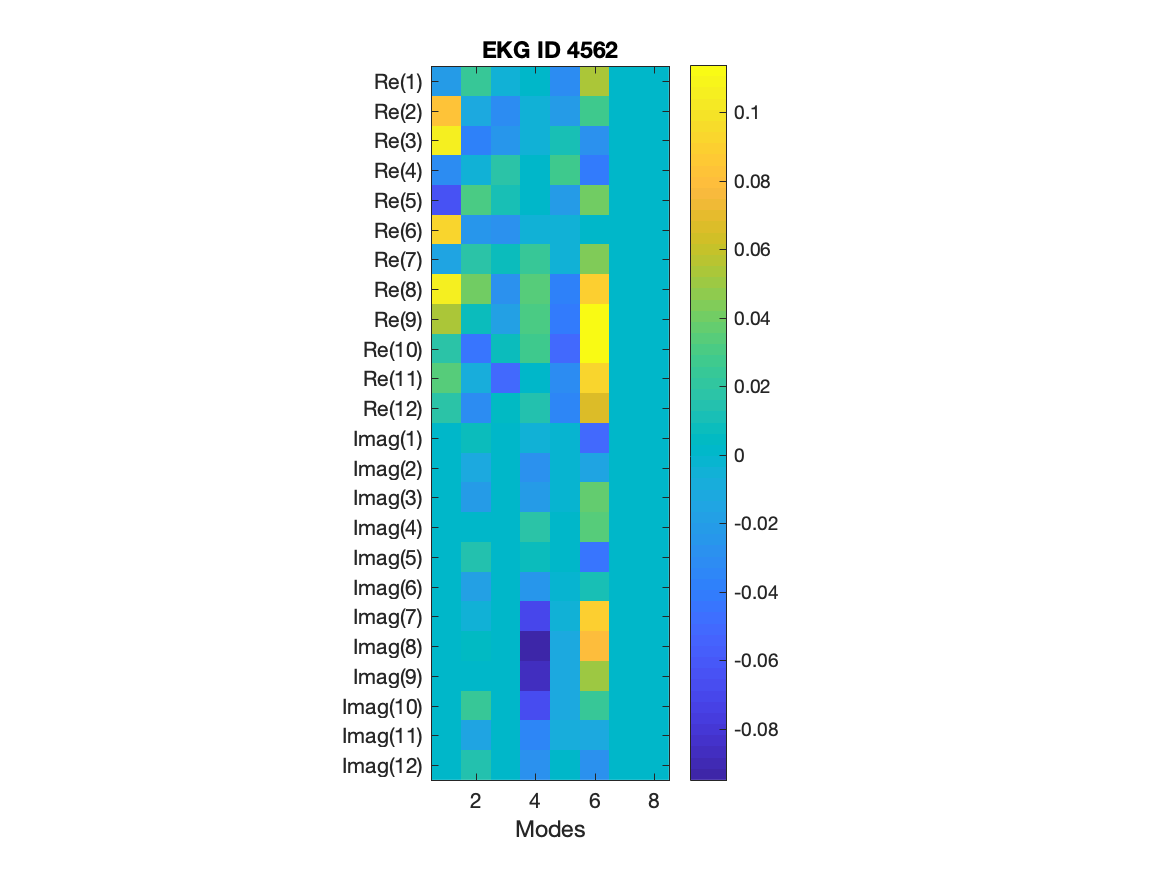 EKG ID 4562
Re(1)
Re(2)
Re(3)
Re(4)
Re(5)
Re(6)
Re(7)
Re(8)
Re(9)
Re(10)
Re(11)
Re(12)
Imag(1)
Imag(2)
Imag(3)
Imag(4)
Imag(5)
Imag(6)
Imag(7)
Imag(8)
Imag(9)
Imag(10)
Imag(11)
Imag(12)
2 4 6 8
Modes
0.1
0.08
0.06
0.04
0.02
0
-0.02
-0.04
-0.06
-0.08